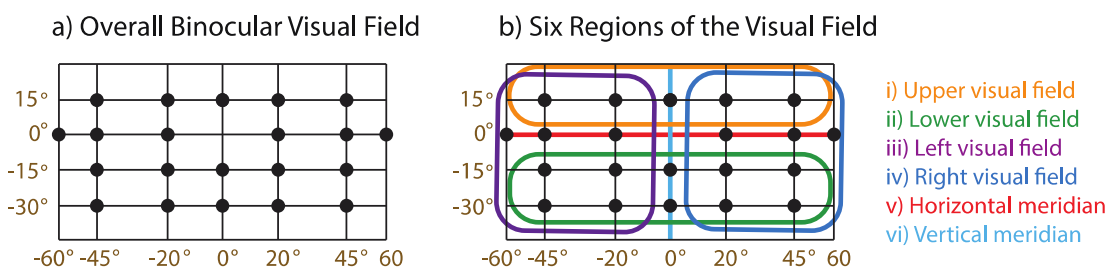 a) Overall Binocular Visual Field
15°
0°
-15°
-30°
-60° -45° -20° 0° 20° 45° 60°
b) Six Regions of the Visual Field
15°
0°
-15°
-30°
-60° -45° -20° 0° 20° 45° 60
i) Upper visual field
ii) Lower visual field
iii) Left visual field
iv) Right visual field
v) Horizontal meridian
vi) Vertical meridian